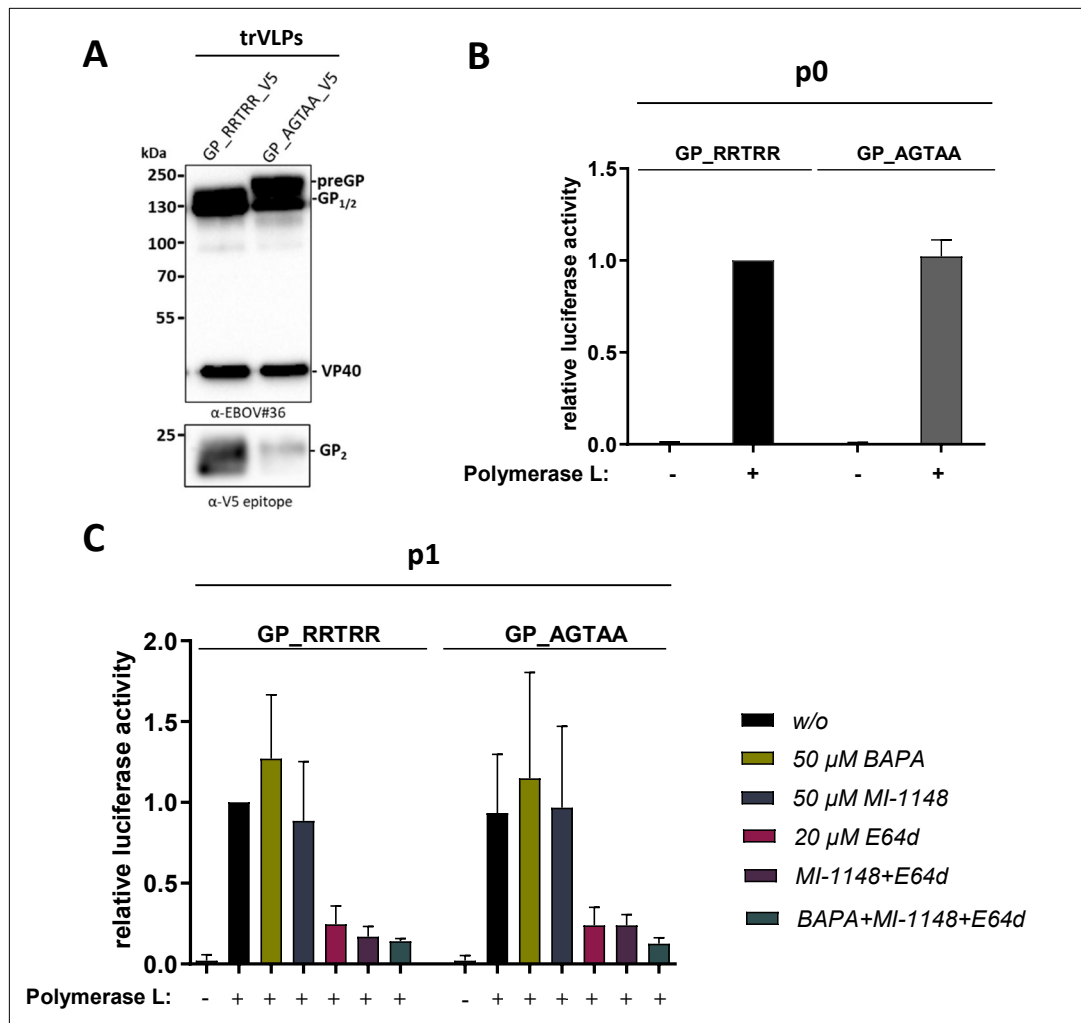 A
trVLPs
GP_RRTRR_V5
GP_AGTAA_V5
kDa
250
130
100
70
55
preGP
GP1/2
VP40
α-EBOV#36
25
GP2
α-V5 epitope
B
p0
GP_RRTRR GP_AGTAA
relative luciferase activity
1.5
1.0
0.5
0.0
Polymerase L: - + - +
C
p1
GP_RRTRR GP_AGTAA
relative luciferase activity
2.0
1.5
1.0
0.5
0.0
Polymerase L: - + + + + + + - + + + + + +
w/o
50 µM BAPA
50 µM MI-1148
20 µM E64d
MI-1148+E64d
BAPA+MI-1148+E64d